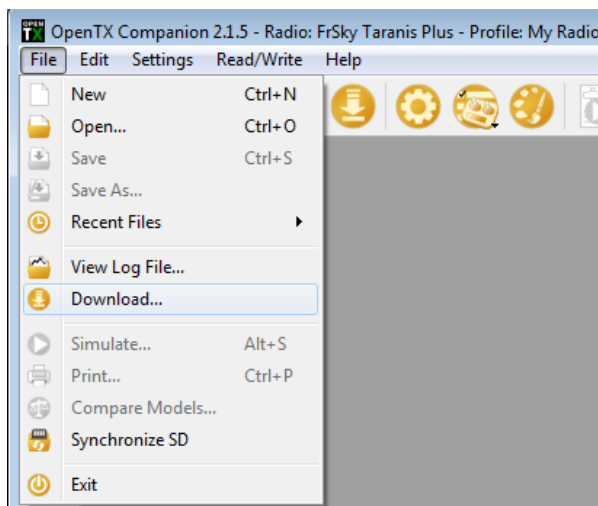 OPEN TX OpenTX Companion 2.1.5 - Radio: FrSky Taranis Plus - Profile: My Radio
File Edit Settings Read/Write Help
New Ctrl+N
Open... Ctrl+O
Save Ctrl+S
Save As...
Recent Files
View Log File...
Download...
Simulate... Alt+S
Print... Ctrl+P
Compare Models...
Synchronize SD
Exit